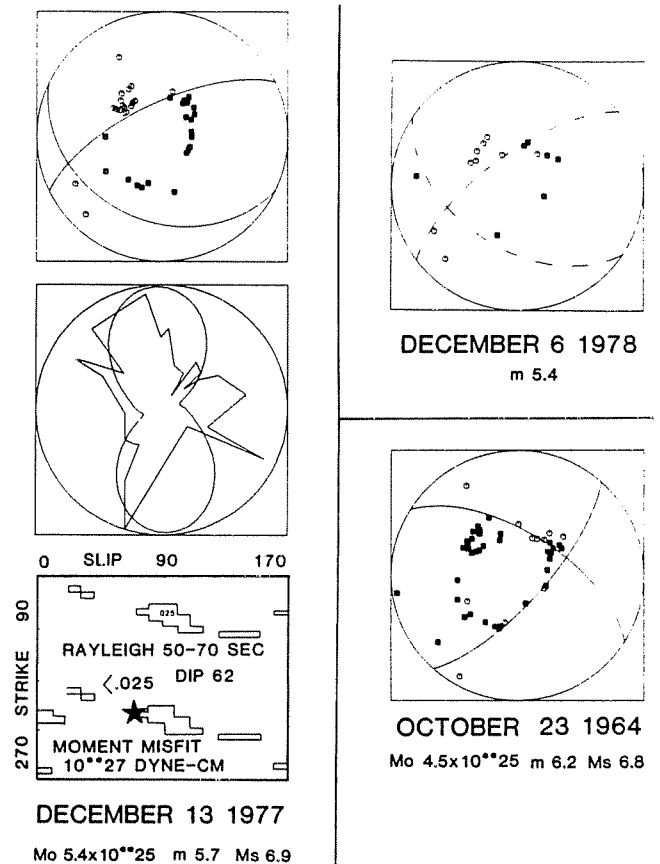 0 SLIP 90 170
90
STRIKE
270
.025
RAYLEIGH 50-70 SEC
DIP 62
<.025
MOMENT MISFIT
10**27 DYNE-CM
DECEMBER 13 1977
Mo 5.4x10**25 m 5.7 Ms 6.9
DECEMBER 6 1978
m 5.4
OCTOBER 23 1964
Mo 4.5x10**25 m 6.2 Ms 6.8